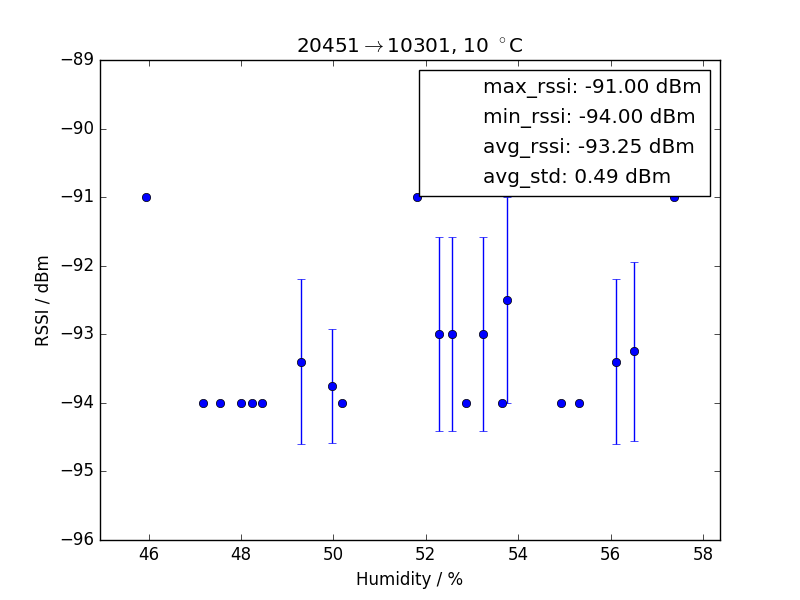 20451→10301, 10 °C
max_rssi: -91.00 dBm
min_rssi: -94.00 dBm
avg_rssi: -93.25 dBm
avg_std: 0.49 dBm
RSSI / dBm
−89
−90
−91
−92
−93
−94
−95
−96
46 48 50 52 54 56 58
Humidity / %